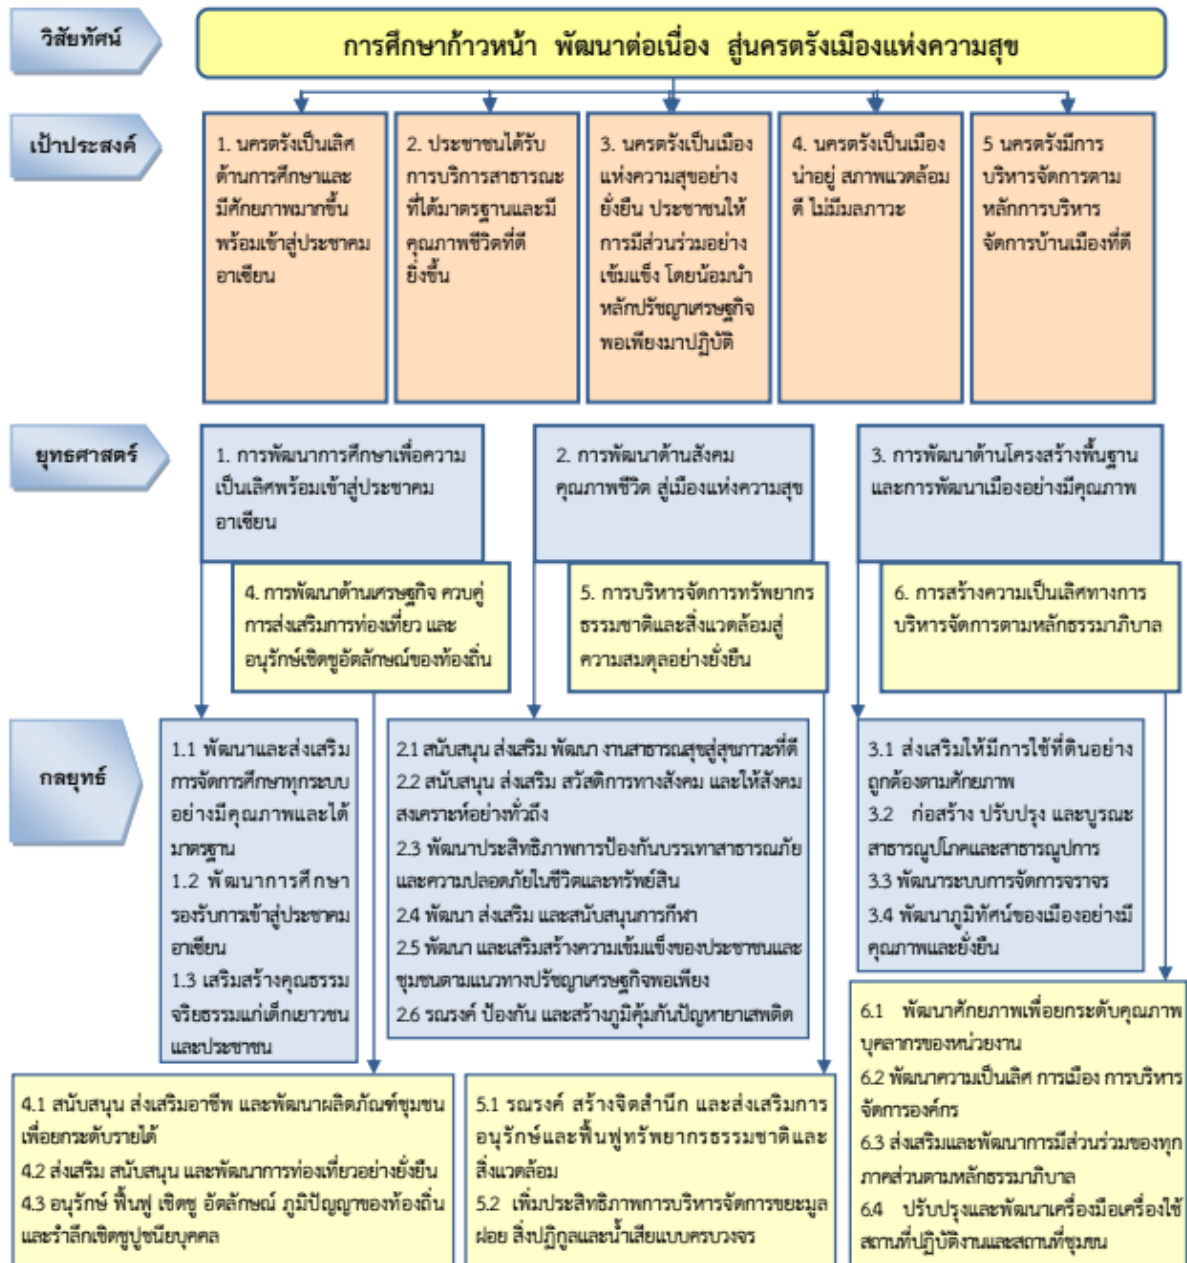 วิสัยทัศน์
การศึกษาก้าวหน้า พัฒนาต่อเนื่อง สู่นครตรังเมืองแห่งความสุข
เป้าประสงค์
1. นครตรังเป็นเลิศ
ด้านการศึกษาและ
มีศักยภาพมากขึ้น
พร้อมเข้าสู่ประชาคม
อาเซียน
2. ประชาชนได้รับ
การบริการสาธารณะ
ที่ได้มาตรฐานและมี
คุณภาพชีวิตที่ดี
ยิ่งขึ้น
3. นครตรังเป็นเมือง
แห่งความสุขอย่าง
ยั่งยืน ประชาชนให้
การมีส่วนร่วมอย่าง
เข้มแข็ง โดยน้อมนำ
หลักปรัชญาเศรษฐกิจ
พอเพียงมาปฏิบัติ
4. นครตรังเป็นเมือง
น่าอยู่ สภาพแวดล้อม
ดี ไม่มีมลภาวะ
5 นครตรังมีการ
บริหารจัดการตาม
หลักการบริหาร
จัดการบ้านเมืองที่ดี
ยุทธศาสตร์
1. การพัฒนาการศึกษาเพื่อความ
เป็นเลิศพร้อมเข้าสู่ประชาคม
อาเซียน
2. การพัฒนาด้านสังคม
คุณภาพชีวิต สู่เมืองแห่งความสุข
3. การพัฒนาด้านโครงสร้างพื้นฐาน
และการพัฒนาเมืองอย่างมีคุณภาพ
4. การพัฒนาด้านเศรษฐกิจ ควบคู่
การส่งเสริมการท่องเที่ยว และ
อนุรักษ์เชิดชูอัตลักษณ์ของท้องถิ่น
5. การบริหารจัดการทรัพยากร
ธรรมชาติและสิ่งแวดล้อมสู่
ความสมดุลอย่างยั่งยืน
6. การสร้างความเป็นเลิศทางการ
บริหารจัดการตามหลักธรรมาภิบาล
กลยุทธ์
1.1 พัฒนาและส่งเสริม
การจัดการศึกษาทุกระบบ
อย่างมีคุณภาพและได้
มาตรฐาน
1.2 พัฒนาการศึกษา
รองรับการเข้าสู่ประชาคม
อาเซียน
1.3 เสริมสร้างคุณธรรม
จริยธรรมแก่เด็กเยาวชน
และประชาชน
2.1 สนับสนุน ส่งเสริม พัฒนา งานสาธารณสุขสู่สุขภาวะที่ดี
2.2 สนับสนุน ส่งเสริม สวัสดิการทางสังคม และให้สังคม
สงเคราะห์อย่างทั่วถึง
2.3 พัฒนาประสิทธิภาพการป้องกันบรรเทาสาธารณภัย
และความปลอดภัยในชีวิตและทรัพย์สิน
2.4 พัฒนา ส่งเสริม และสนับสนุนการกีฬา
2.5 พัฒนา และเสริมสร้างความเข้มแข็งของประชาชนและ
ชุมชนตามแนวทางปรัชญาเศรษฐกิจพอเพียง
2.6 รณรงค์ ป้องกัน และสร้างภูมิคุ้มกันปัญหายาเสพติด
3.1 ส่งเสริมให้มีการใช้ที่ดินอย่าง
ถูกต้องตามศักยภาพ
3.2 ก่อสร้าง ปรับปรุง และบูรณะ
สาธารณูปโภคและสาธารณูปการ
3.3 พัฒนาระบบการจัดการจราจร
3.4 พัฒนาภูมิทัศน์ของเมืองอย่างมี
คุณภาพและยั่งยืน
4.1 สนับสนุน ส่งเสริมอาชีพ และพัฒนาผลิตภัณฑ์ชุมชน
เพื่อยกระดับรายได้
4.2 ส่งเสริม สนับสนุน และพัฒนาการท่องเที่ยวอย่างยั่งยืน
4.3 อนุรักษ์ ฟื้นฟู เชิดชู อัตลักษณ์ ภูมิปัญญาของท้องถิ่น
และรำลึกเชิดชูปูชนียบุคคล
5.1 รณรงค์ สร้างจิตสำนึก และส่งเสริมการ
อนุรักษ์และฟื้นฟูทรัพยากรธรรมชาติและ
สิ่งแวดล้อม
5.2 เพิ่มประสิทธิภาพการบริหารจัดการขยะมูล
ฝอย สิ่งปฏิกูลและน้ำเสียแบบครบวงจร
6.1 พัฒนาศักยภาพเพื่อยกระดับคุณภาพ
บุคลากรของหน่วยงาน
6.2 พัฒนาความเป็นเลิศ การเมือง การบริหาร
จัดการองค์กร
6.3 ส่งเสริมและพัฒนาการมีส่วนร่วมของทุก
ภาคส่วนตามหลักธรรมาภิบาล
6.4 ปรับปรุงและพัฒนาเครื่องมือเครื่องใช้
สถานที่ปฏิบัติงานและสถานที่ชุมชน